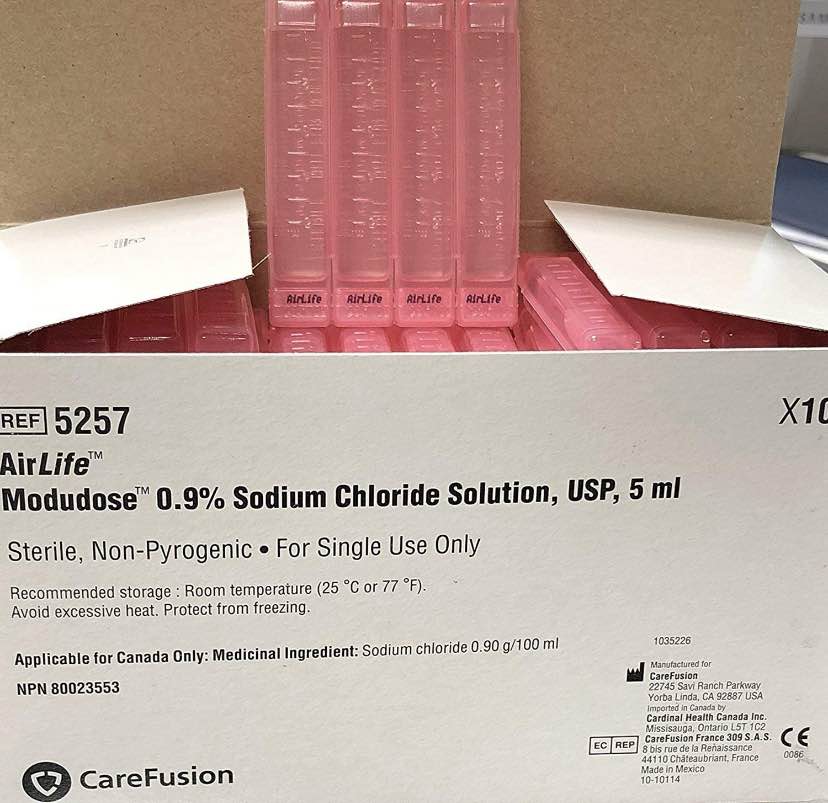 AirLife AirLife AirLife AirLife
REF 5257
X10
AirLife™
Modudose™ 0.9% Sodium Chloride Solution, USP, 5 ml
Sterile, Non-Pyrogenic • For Single Use Only
Recommended storage : Room temperature (25 °C or 77 °F).
Avoid excessive heat. Protect from freezing.
Applicable for Canada Only: Medicinal Ingredient: Sodium chloride 0.90 g/100 ml
NPN 80023553
1035226
Manufactured for
CareFusion
22745 Savi Ranch Parkway
Yorba Linda, CA 92887 USA
Imported in Canada by
Cardinal Health Canada Inc.
Mississauga, Ontario L5T 1C2
EC REP CareFusion France 309 S.A.S.
8 bis rue de la Renaissance
44110 Châteaubriant, France
Made in Mexico
10-10114
CE
0086
CareFusion